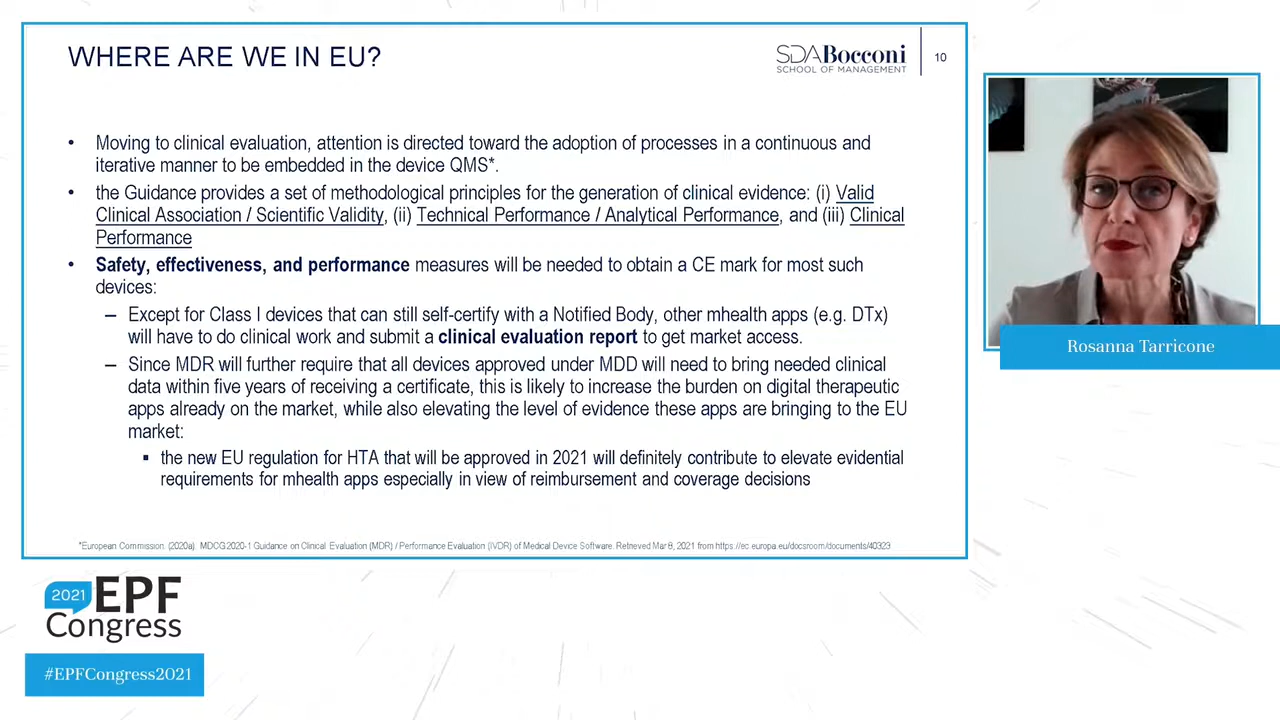 WHERE ARE WE IN EU?
SDABocconi
SCHOOL OF MANAGEMENT
10
• Moving to clinical evaluation, attention is directed toward the adoption of processes in a continuous and
iterative manner to be embedded in the device QMS*.
• the Guidance provides a set of methodological principles for the generation of clinical evidence: (i) Valid
Clinical Association / Scientific Validity, (ii) Technical Performance / Analytical Performance, and (iii) Clinical
Performance
• Safety, effectiveness, and performance measures will be needed to obtain a CE mark for most such
devices:
– Except for Class I devices that can still self-certify with a Notified Body, other mhealth apps (e.g. DTx)
will have to do clinical work and submit a clinical evaluation report to get market access.
– Since MDR will further require that all devices approved under MDD will need to bring needed clinical
data within five years of receiving a certificate, this is likely to increase the burden on digital therapeutic
apps already on the market, while also elevating the level of evidence these apps are bringing to the EU
market:
▪ the new EU regulation for HTA that will be approved in 2021 will definitely contribute to elevate evidential
requirements for mhealth apps especially in view of reimbursement and coverage decisions
*European Commission. (2020a). MDCG 2020-1 Guidance on Clinical Evaluation (MDR) / Performance Evaluation (IVDR) of Medical Device Software. Retrieved Mar 8, 2021 from https://ec.europa.eu/docsroom/documents/40323
Rosanna Tarricone
2021 EPF
Congress
#EPFCongress2021